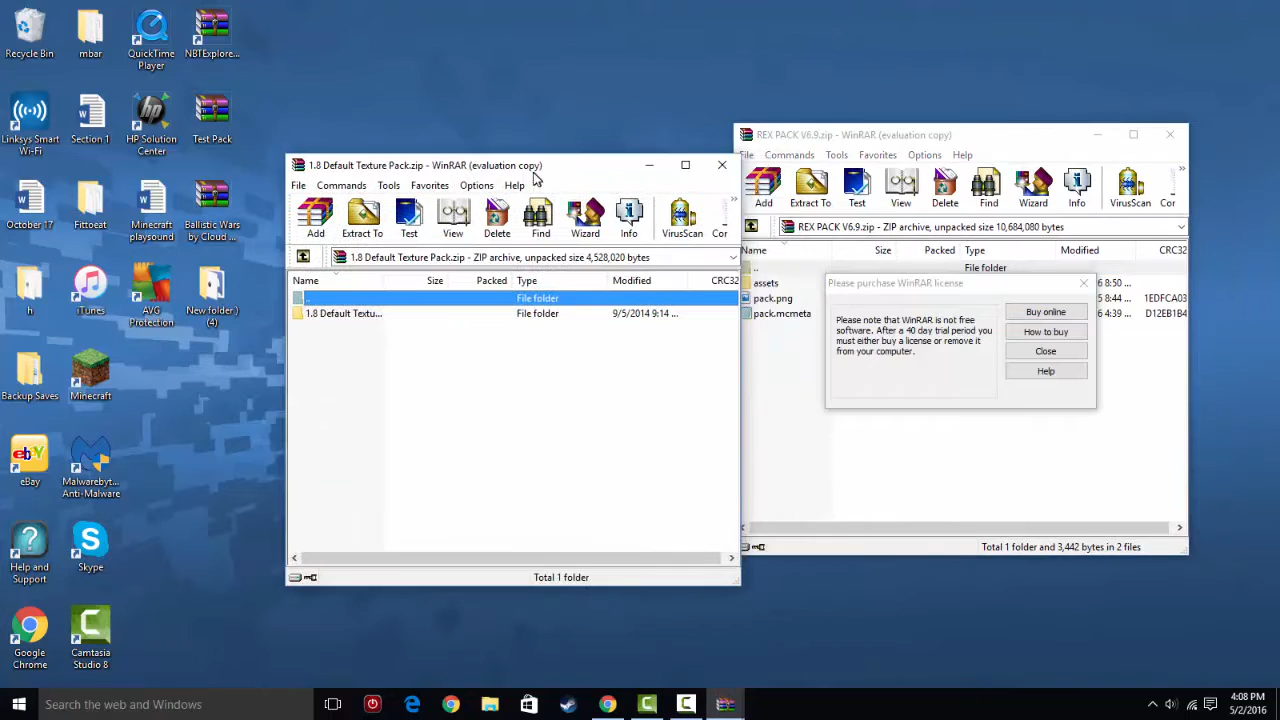 Recycle Bin
mbar
QuickTime
Player
NBTExplore...
Linksys Smart
Wi-Fi
Section 1
HP Solution
Center
Test Pack
October 17
Fittoeat
Minecraft
playsound
Ballistic Wars
by Cloud ...
h
iTunes
AVG
Protection
New folder )
(4)
Backup Saves
Minecraft
eBay
Malwarebyt...
Anti-Malware
Help and
Support
Skype
Google
Chrome
Camtasia
Studio 8
1.8 Default Texture Pack.zip - WinRAR (evaluation copy)
File Commands Tools Favorites Options Help
Add Extract To Test View Delete Find Wizard Info VirusScan Cor
1.8 Default Texture Pack.zip - ZIP archive, unpacked size 4,528,020 bytes
Name Size Packed Type Modified CRC32
.. File folder
1.8 Default Textu... File folder 9/5/2014 9:14 ...
Total 1 folder
REX PACK V6.9.zip - WinRAR (evaluation copy)
File Commands Tools Favorites Options Help
Add Extract To Test View Delete Find Wizard Info VirusScan Cor
REX PACK V6.9.zip - ZIP archive, unpacked size 10,684,080 bytes
Name Size Packed Type Modified CRC32
.. File folder
assets 6 8:50 ...
pack.png 5 8:44 ... 1EDFCA03
pack.mcmeta 6 4:39 ... D12EB1B4
Please purchase WinRAR license
Please note that WinRAR is not free
software. After a 40 day trial period you
must either buy a license or remove it
from your computer.
Buy online
How to buy
Close
Help
Total 1 folder and 3,442 bytes in 2 files
Search the web and Windows
4:08 PM
5/2/2016